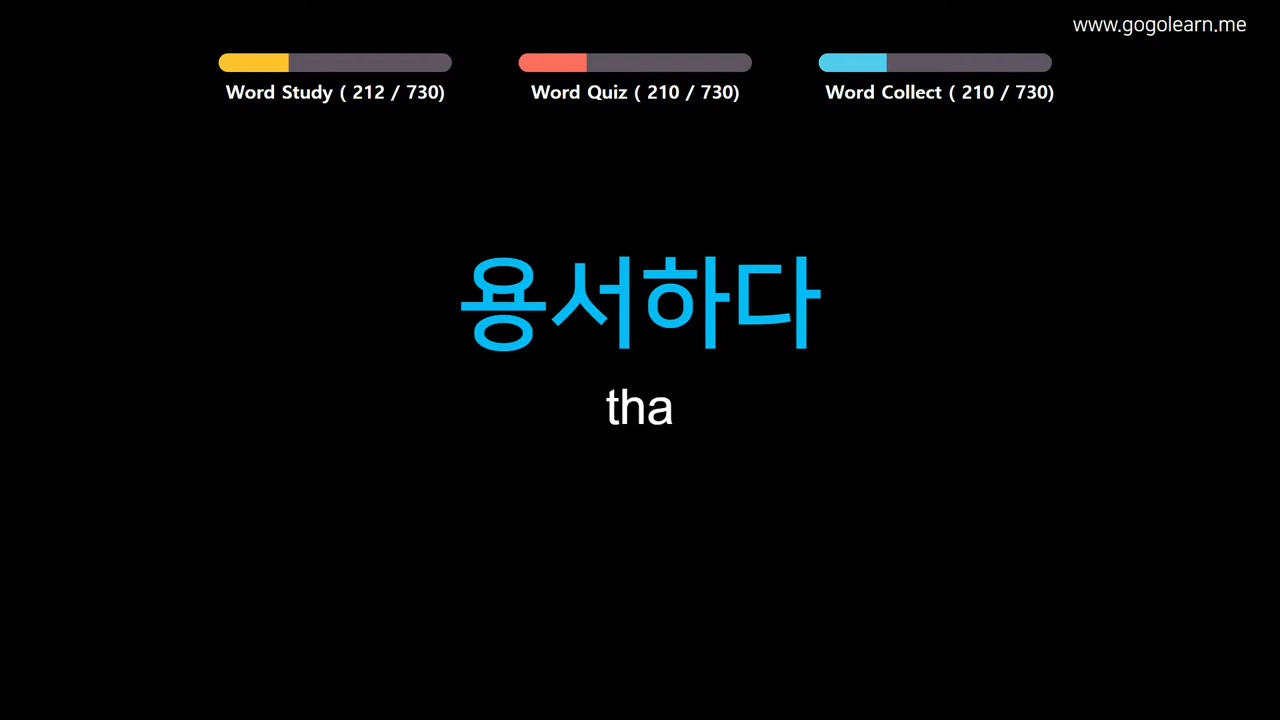 www.gogolearn.me
Word Study ( 212 / 730)
Word Quiz ( 210 / 730)
Word Collect ( 210 / 730)
용서하다
tha